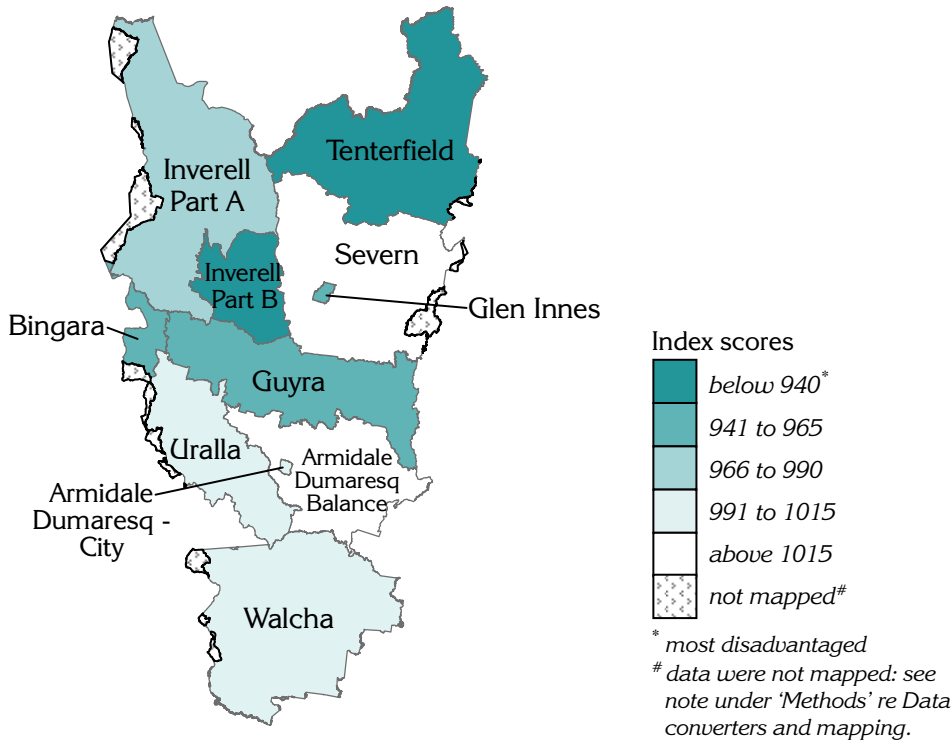 Tenterfield
Inverell
Part A
Severn
Inverell
Part B
Glen Innes
Bingara
Guyra
Uralla
Armidale
Dumaresq
Balance
Armidale
Dumaresq -
City
Walcha
Index scores
below 940*
941 to 965
966 to 990
991 to 1015
above 1015
not mapped#
* most disadvantaged
# data were not mapped: see
note under ‘Methods’ re Data
converters and mapping.